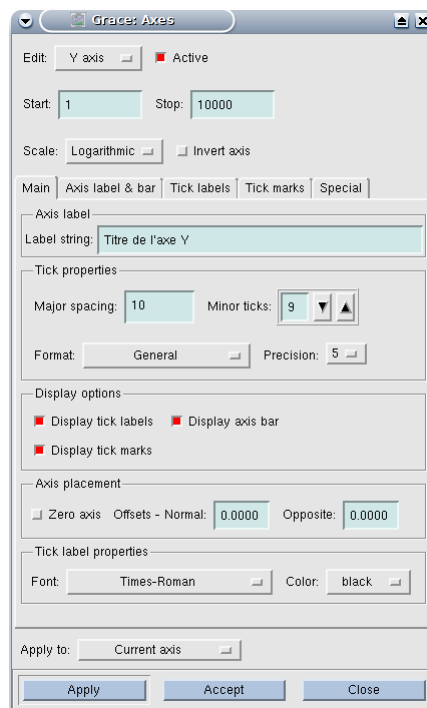 Grace: Axes
Edit: Y axis Active
Start: 1 Stop: 10000
Scale: Logarithmic Invert axis
Main Axis label & bar Tick labels Tick marks Special
Axis label
Label string: Titre de l'axe Y
Tick properties
Major spacing: 10 Minor ticks: 9
Format: General Precision: 5
Display options
Display tick labels Display axis bar
Display tick marks
Axis placement
Zero axis Offsets - Normal: 0.0000 Opposite: 0.0000
Tick label properties
Font: Times-Roman Color: black
Apply to: Current axis
Apply Accept Close